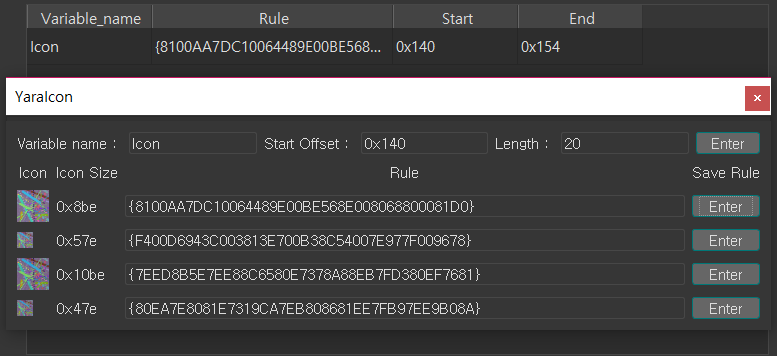 Variable_name Rule Start End
Icon {8100AA7DC10064489E00BE568... 0x140 0x154
YaraIcon
Variable name : Icon Start Offset : 0x140 Length : 20 Enter
Icon Icon Size Rule Save Rule
0x8be {8100AA7DC10064489E00BE568E008068800081D0} Enter
0x57e {F400D6943C003813E700B38C54007E977F009678} Enter
0x10be {7EED8B5E7EE88C6580E7378A88EB7FD380EF7681} Enter
0x47e {80EA7E8081E7319CA7EB808681EE7FB97EE9B08A} Enter